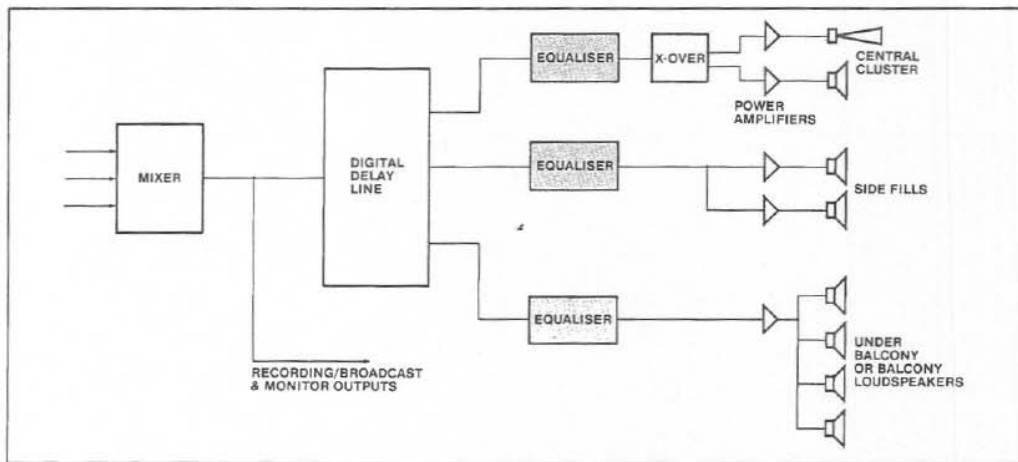 EQUALISER
X-OVER
CENTRAL
CLUSTER
POWER
AMPLIFIERS
MIXER
DIGITAL
DELAY
LINE
EQUALISER
SIDE FILLS
EQUALISER
UNDER
BALCONY
OR BALCONY
LOUDSPEAKERS
RECORDING/BROADCAST
& MONITOR OUTPUTS